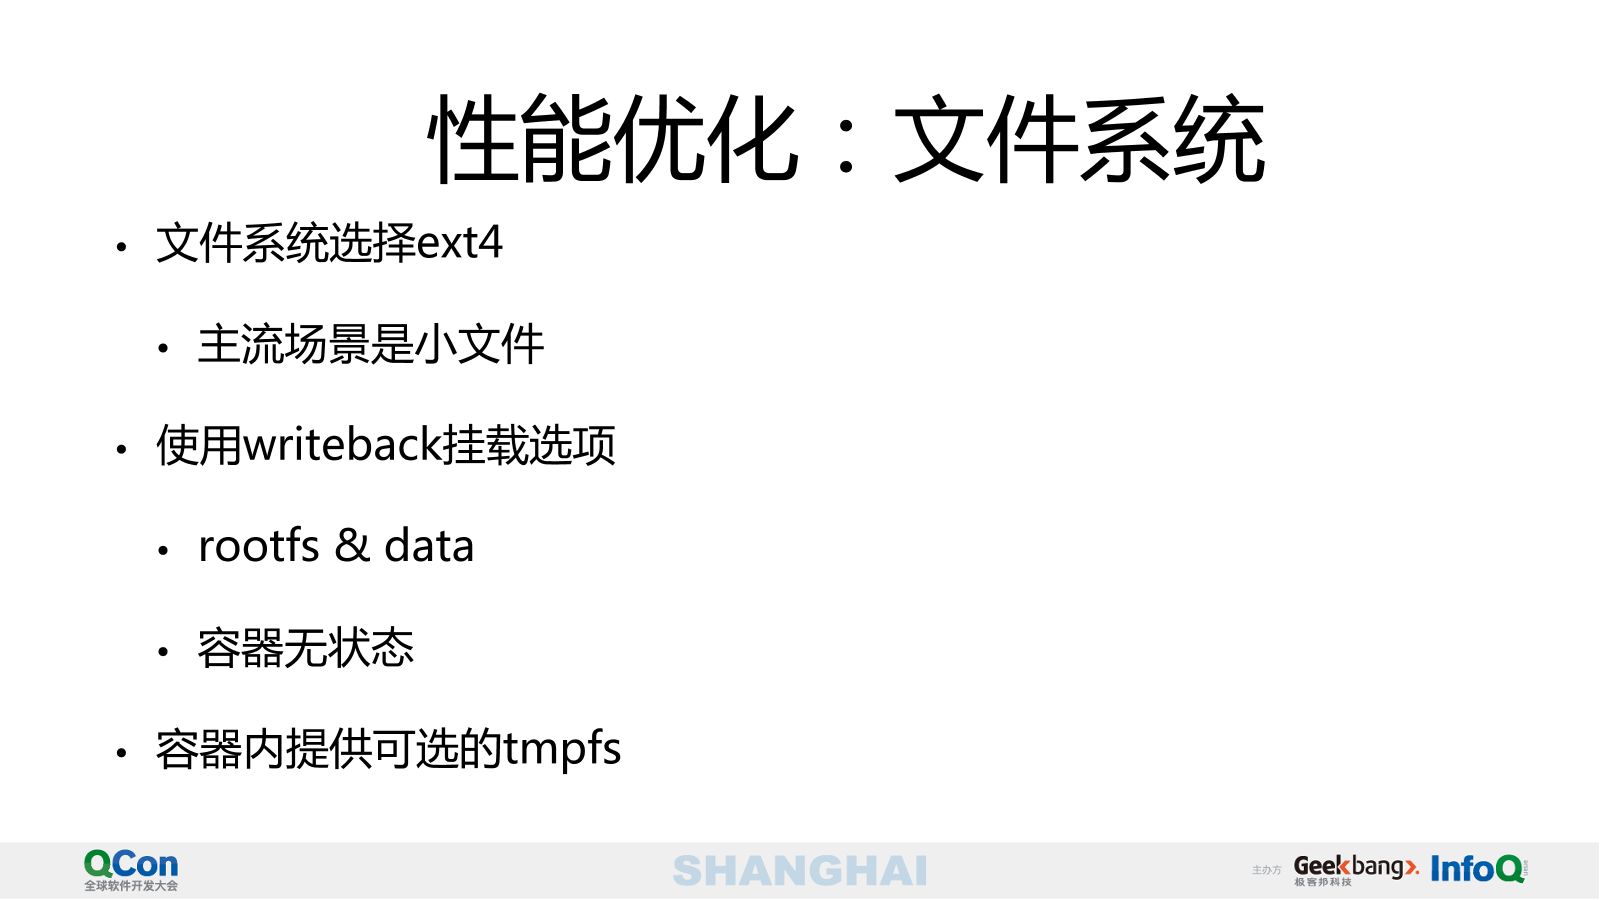 性能优化：文件系统
• 文件系统选择ext4
• 主流场景是小文件
• 使用writeback挂载选项
• rootfs & data
• 容器无状态
• 容器内提供可选的tmpfs
QCon
全球软件开发大会
SHANGHAI
主办方
Geekbang>.
极客邦科技
InfoQ